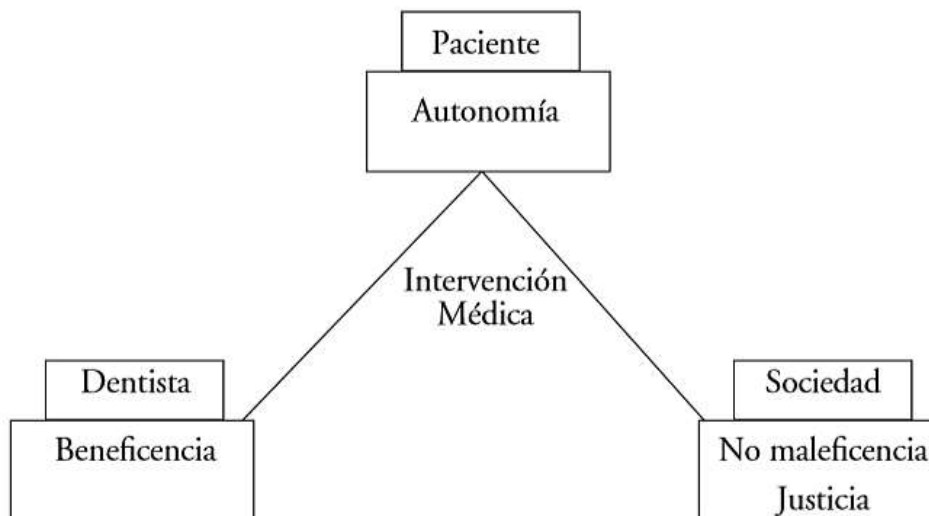 Paciente
Autonomía
Intervención
Médica
Dentista
Beneficencia
Sociedad
No maleficencia
Justicia